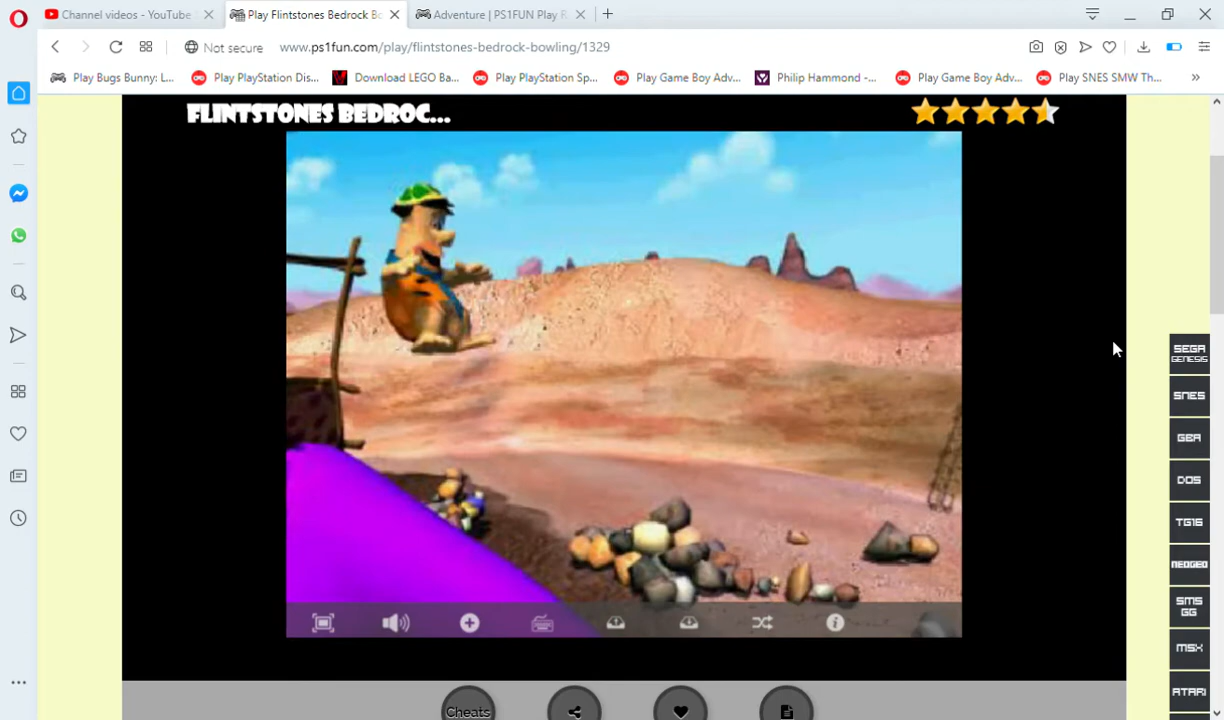 Channel videos - YouTube
Play Flintstones Bedrock Bo
Adventure | PS1FUN Play R
Not secure
www.ps1fun.com/play/flintstones-bedrock-bowling/1329
Play Bugs Bunny: L...
Play PlayStation Dis...
Download LEGO Ba...
Play PlayStation Sp...
Play Game Boy Adv...
Philip Hammond -...
Play Game Boy Adv...
Play SNES SMW Th...
FLINTSTONES BEDROC...
SEGA
GENESIS
SNES
GBA
DOS
TG16
NEOGEO
SMS
GG
MSX
ATARI
Cheats